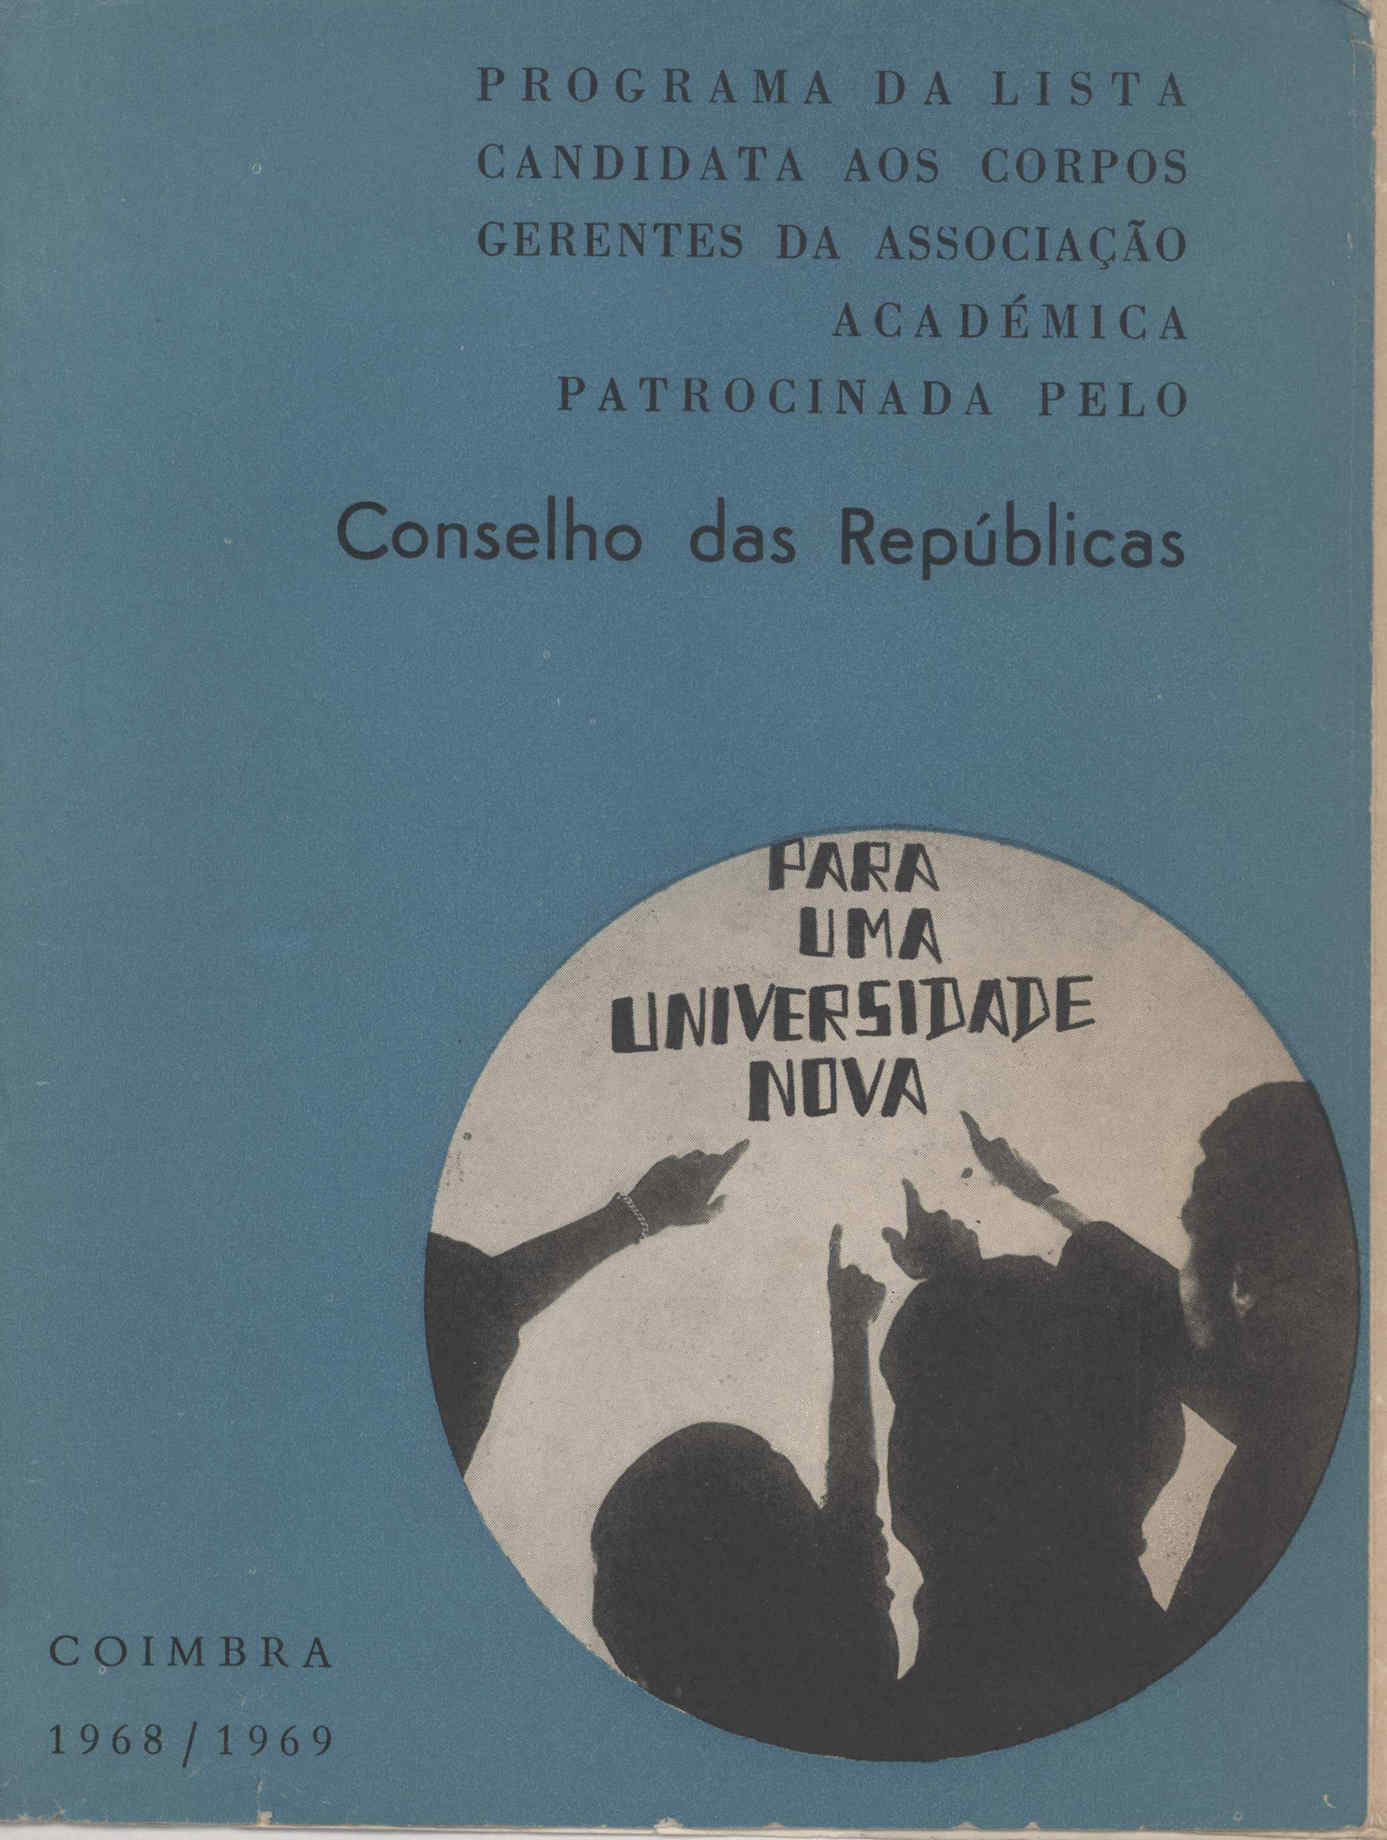 PROGRAMA DA LISTA
CANDIDATA AOS CORPOS
GERENTES DA ASSOCIAÇÃO
ACADÉMICA
PATROCINADA PELO
Conselho das Repúblicas
PARA
UMA
UNIVERSIDADE
NOVA
COIMBRA
1968/1969